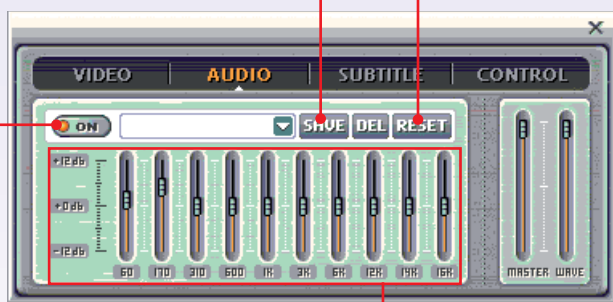 VIDEO AUDIO SUBTITLE CONTROL
ON SAVE DEL RESET
+12db
+0db
-12db
60 170 310 600 1K 3K 6K 12K 14K 16K
MASTER WAVE